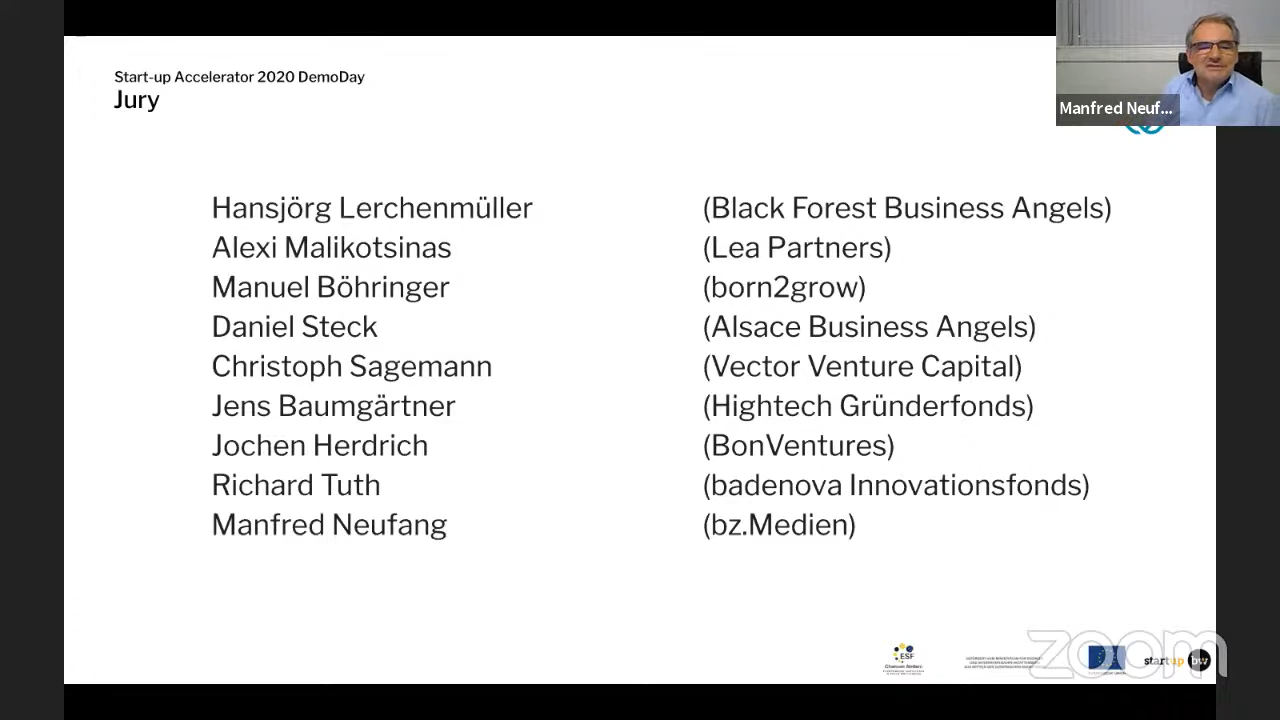 Start-up Accelerator 2020 DemoDay
Jury
Manfred Neuf...
Hansjörg Lerchenmüller (Black Forest Business Angels)
Alexi Malikotsinas (Lea Partners)
Manuel Böhringer (born2grow)
Daniel Steck (Alsace Business Angels)
Christoph Sagemann (Vector Venture Capital)
Jens Baumgärtner (Hightech Gründerfonds)
Jochen Herdrich (BonVentures)
Richard Tuth (badenova Innovationsfonds)
Manfred Neufang (bz.Medien)
ESF
zoom
start up bw